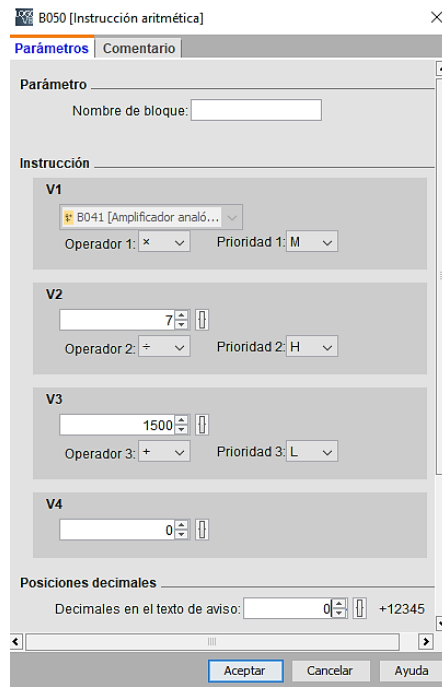 B050 [Instrucción aritmética]
Parámetros Comentario
Parámetro
Nombre de bloque:
Instrucción
V1
B041 [Amplificador analó...
Operador 1: × Prioridad 1: M
V2
7
Operador 2: ÷ Prioridad 2: H
V3
1500
Operador 3: + Prioridad 3: L
V4
0
Posiciones decimales
Decimales en el texto de aviso: 0 +12345
Aceptar Cancelar Ayuda